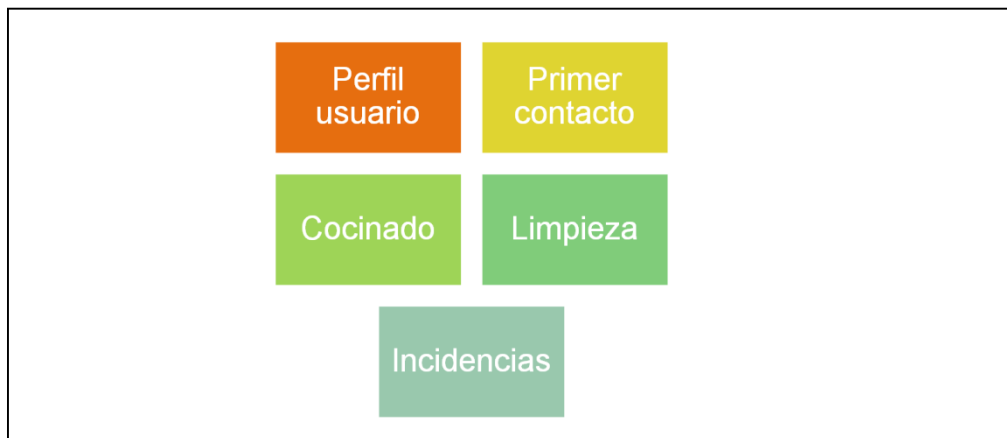 Perfil
usuario
Primer
contacto
Cocinado
Limpieza
Incidencias